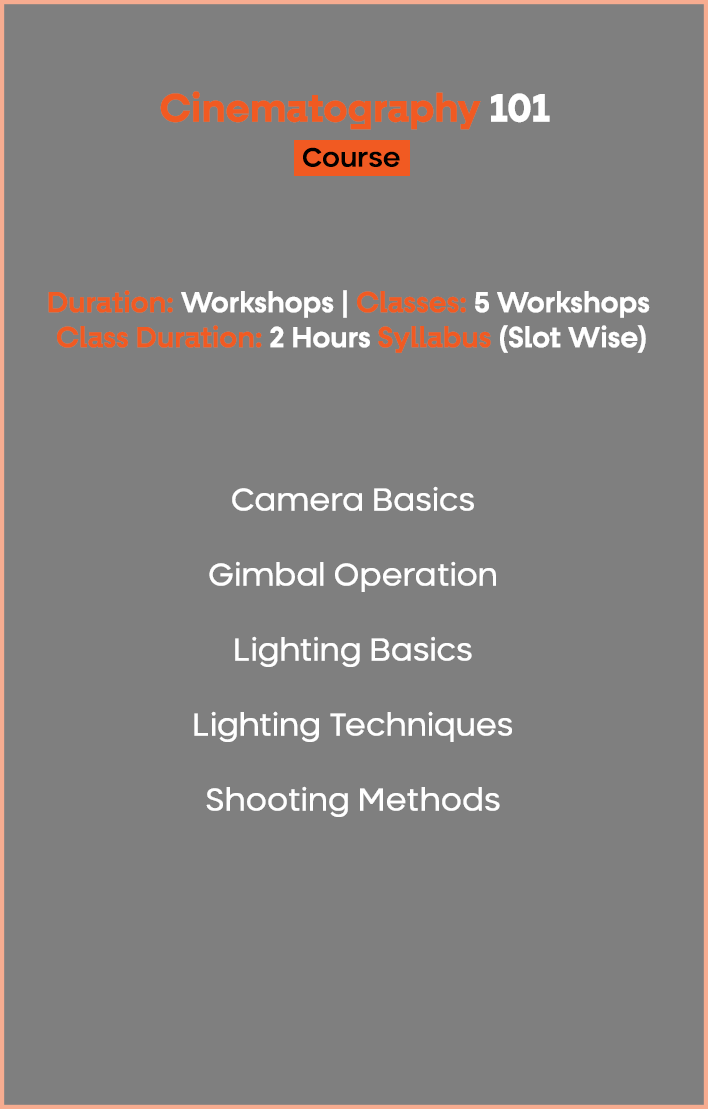 Cinematography 101
Course
Duration: Workshops | Classes: 5 Workshops
Class Duration: 2 Hours Syllabus (Slot Wise)
Camera Basics
Gimbal Operation
Lighting Basics
Lighting Techniques
Shooting Methods